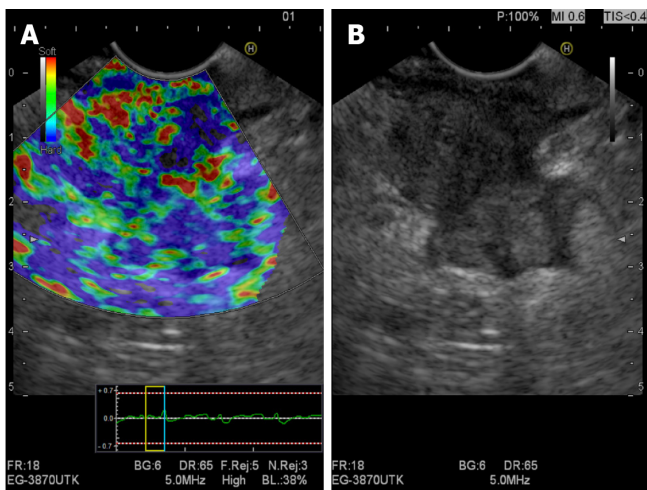 01
P:100% MI 0.6 TIS<0.4
A
B
H
H
Soft
Hard
0
1
2
3
4
5
0
1
2
3
4
5
+0.7
0.0
-0.7
FR:18 BG:6 DR:65 F.Rej:5 N.Rej:3
EG-3870UTK 5.0MHz High BL.:38%
FR:18 BG:6 DR:65
EG-3870UTK 5.0MHz